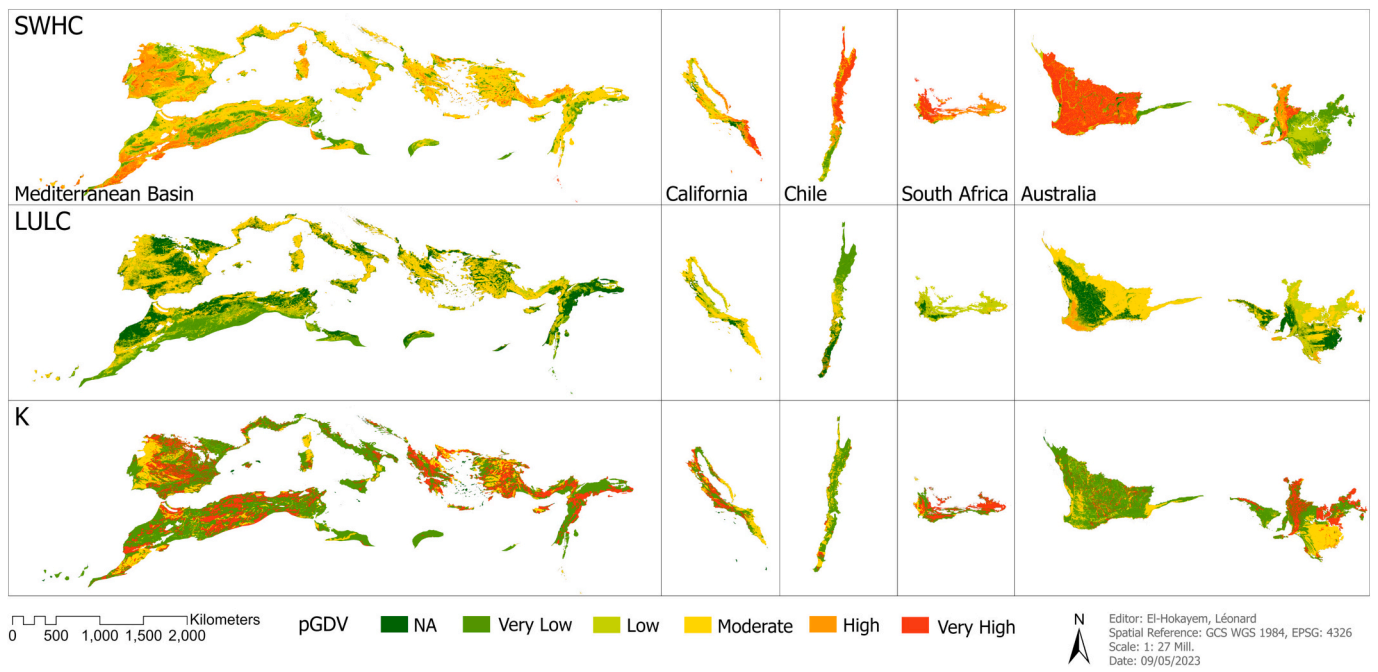 SWHC
Mediterranean Basin
California
Chile
South Africa
Australia
LULC
K
Kilometers
0 500 1,000 1,500 2,000
pGDV
NA
Very Low
Low
Moderate
High
Very High
N
Editor: El-Hokayem, Léonard
Spatial Reference: GCS WGS 1984, EPSG: 4326
Scale: 1: 27 Mill.
Date: 09/05/2023